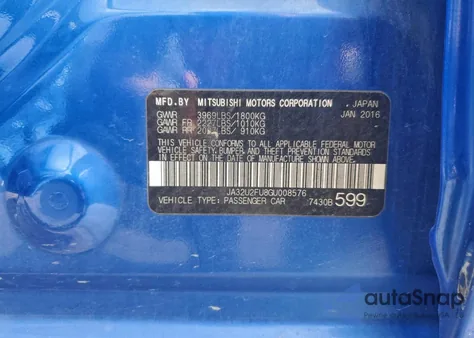 MFD.BY MITSUBISHI MOTORS CORPORATION JAPAN
GVWR 3969LBS/1800KG JAN 2016
GAWR FR 2227LBS/1010KG
GAWR RR LBS/ 910KG
THIS VEHICLE CONFORMS TO ALL APPLICABLE FEDERAL MOTOR
VEHICLE SAFETY, BUMPER, AND THEFT PREVENTION STANDARDS
IN EFFECT ON THE DATE OF MANUFACTURE SHOWN ABOVE.
JA32U2FU8GU008576
VEHICLE TYPE: PASSENGER CAR 7430B 599
autoSnap